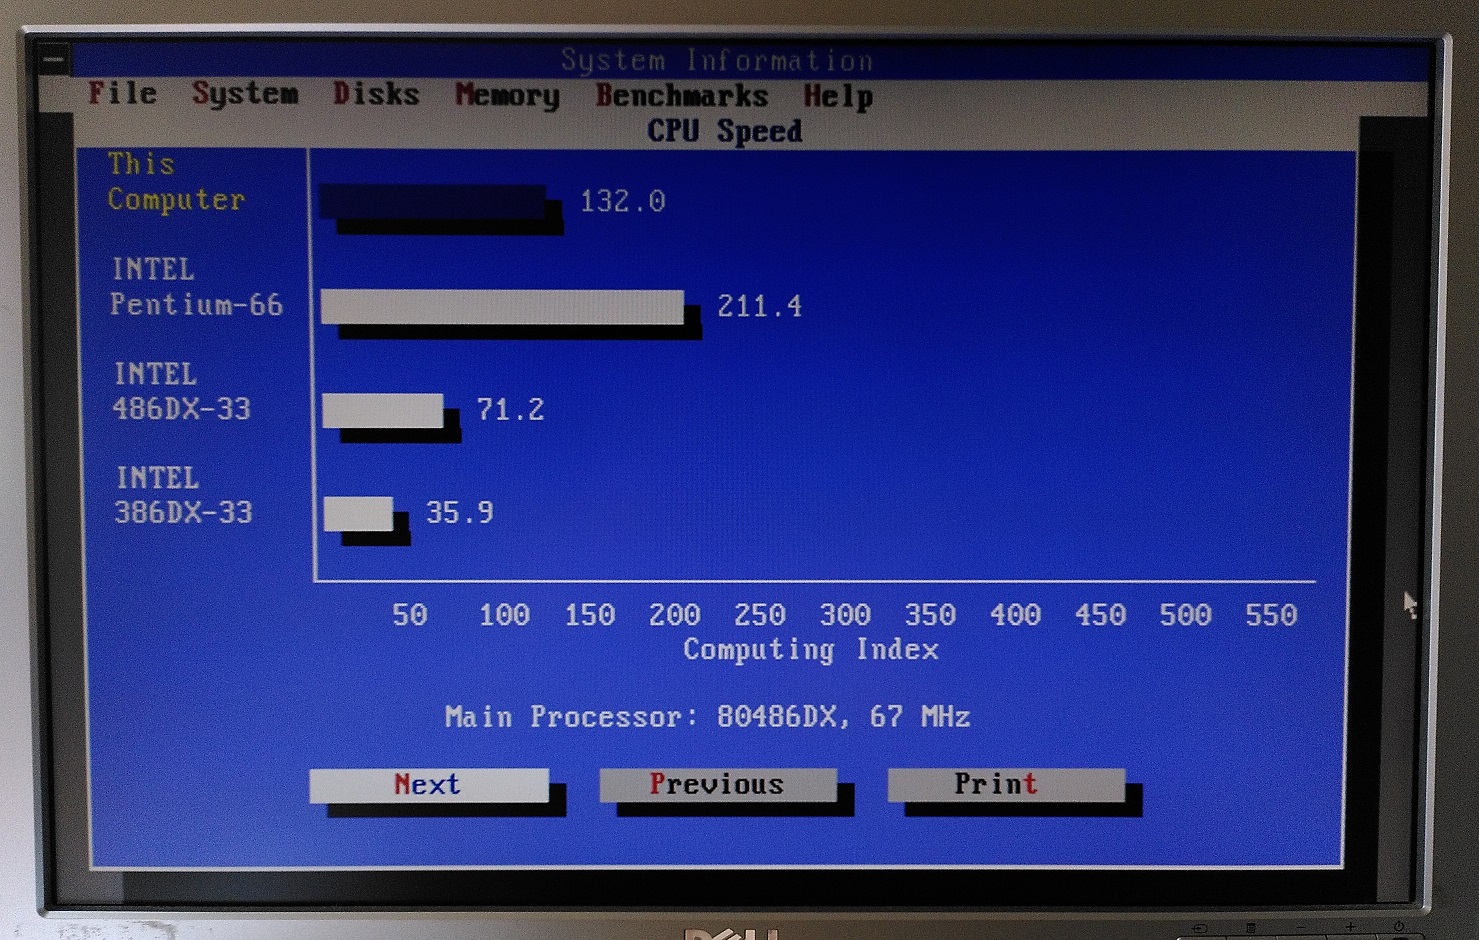 System Information
File System Disks Memory Benchmarks Help
CPU Speed
This
Computer
132.0
INTEL
Pentium-66
211.4
INTEL
486DX-33
71.2
INTEL
386DX-33
35.9
50 100 150 200 250 300 350 400 450 500 550
Computing Index
Main Processor: 80486DX, 67 MHz
Next Previous Print
DELL